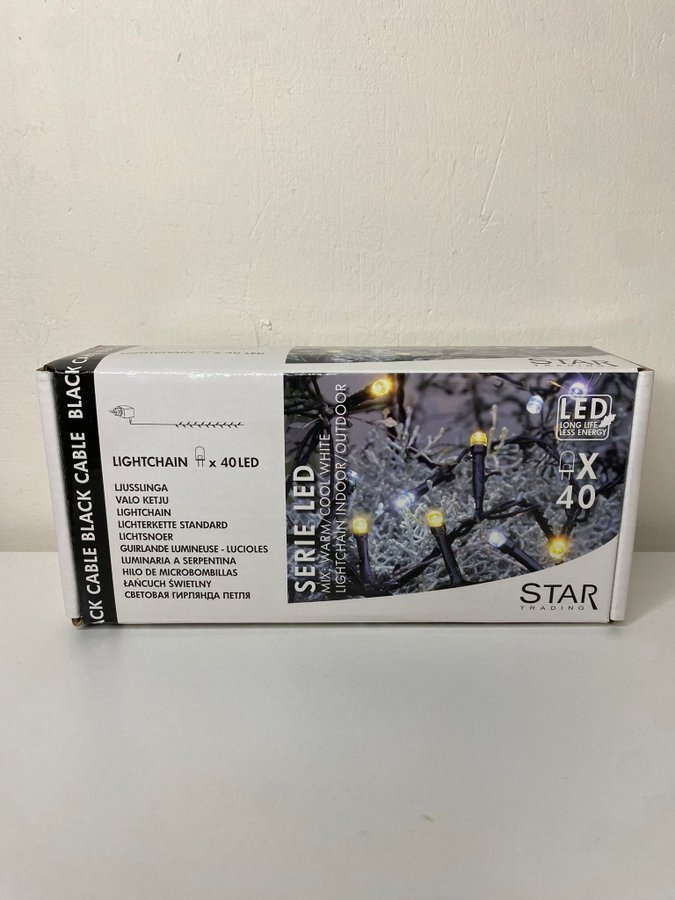 STAR
TRADING
BLACK CABLE BLACK CABLE
LIGHTCHAIN x 40 LED
LJUSSLINGA
VALO KETJU
LIGHTCHAIN
LICHTERKETTE STANDARD
LICHTSNOER
GUIRLANDE LUMINEUSE - LUCIOLES
LUMINARIA A SERPENTINA
HILO DE MICROBOMBILLAS
ŁAŃCUCH ŚWIETLNY
СВЕТОВАЯ ГИРЛЯНДА ПЕТЛЯ
SERIE LED
MIX: WARM/COOL WHITE
LIGHTCHAIN INDOOR/OUTDOOR
LED
LONG LIFE
LESS ENERGY
X
40
STAR
TRADING